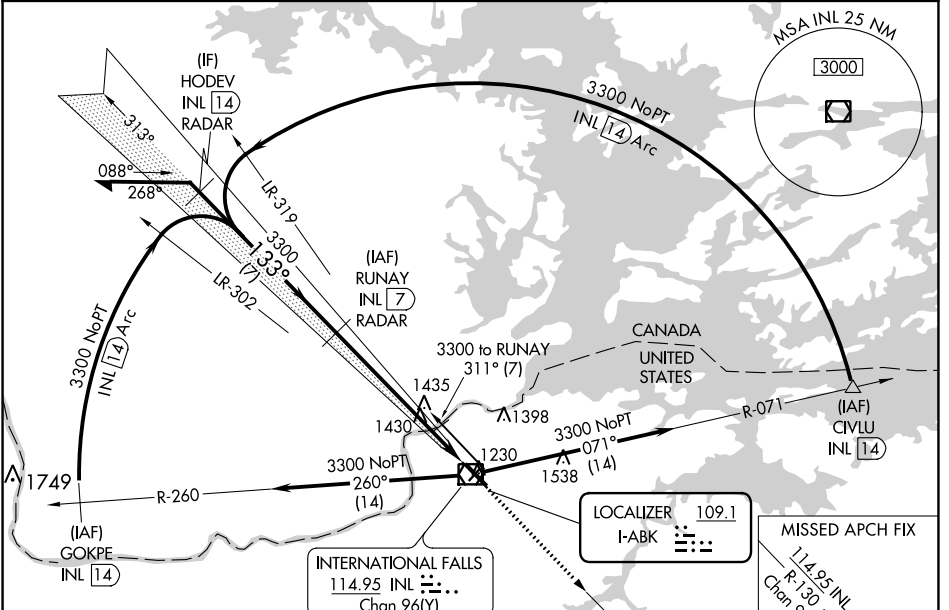 MSA INL 25 NM
3000
(IF)
HODEV
INL 14
RADAR
313°
088°
268°
3300 NoPT
INL 14 Arc
LR-319
3300
133°
(7)
LR-302
(IAF)
RUNAY
INL 7
RADAR
3300 NoPT
INL 14 Arc
CANADA
UNITED
STATES
3300 to RUNAY
311° (7)
1435
1430
1398
R-071
(IAF)
CIVLU
INL 14
3300 NoPT
071°
(14)
1230
1538
1749
3300 NoPT
260°
(14)
R-260
(IAF)
GOKPE
INL 14
LOCALIZER 109.1
I-ABK
INTERNATIONAL FALLS
114.95 INL
Chan 96(Y)
MISSED APCH FIX
114.95 INL
R-130
Chan 9